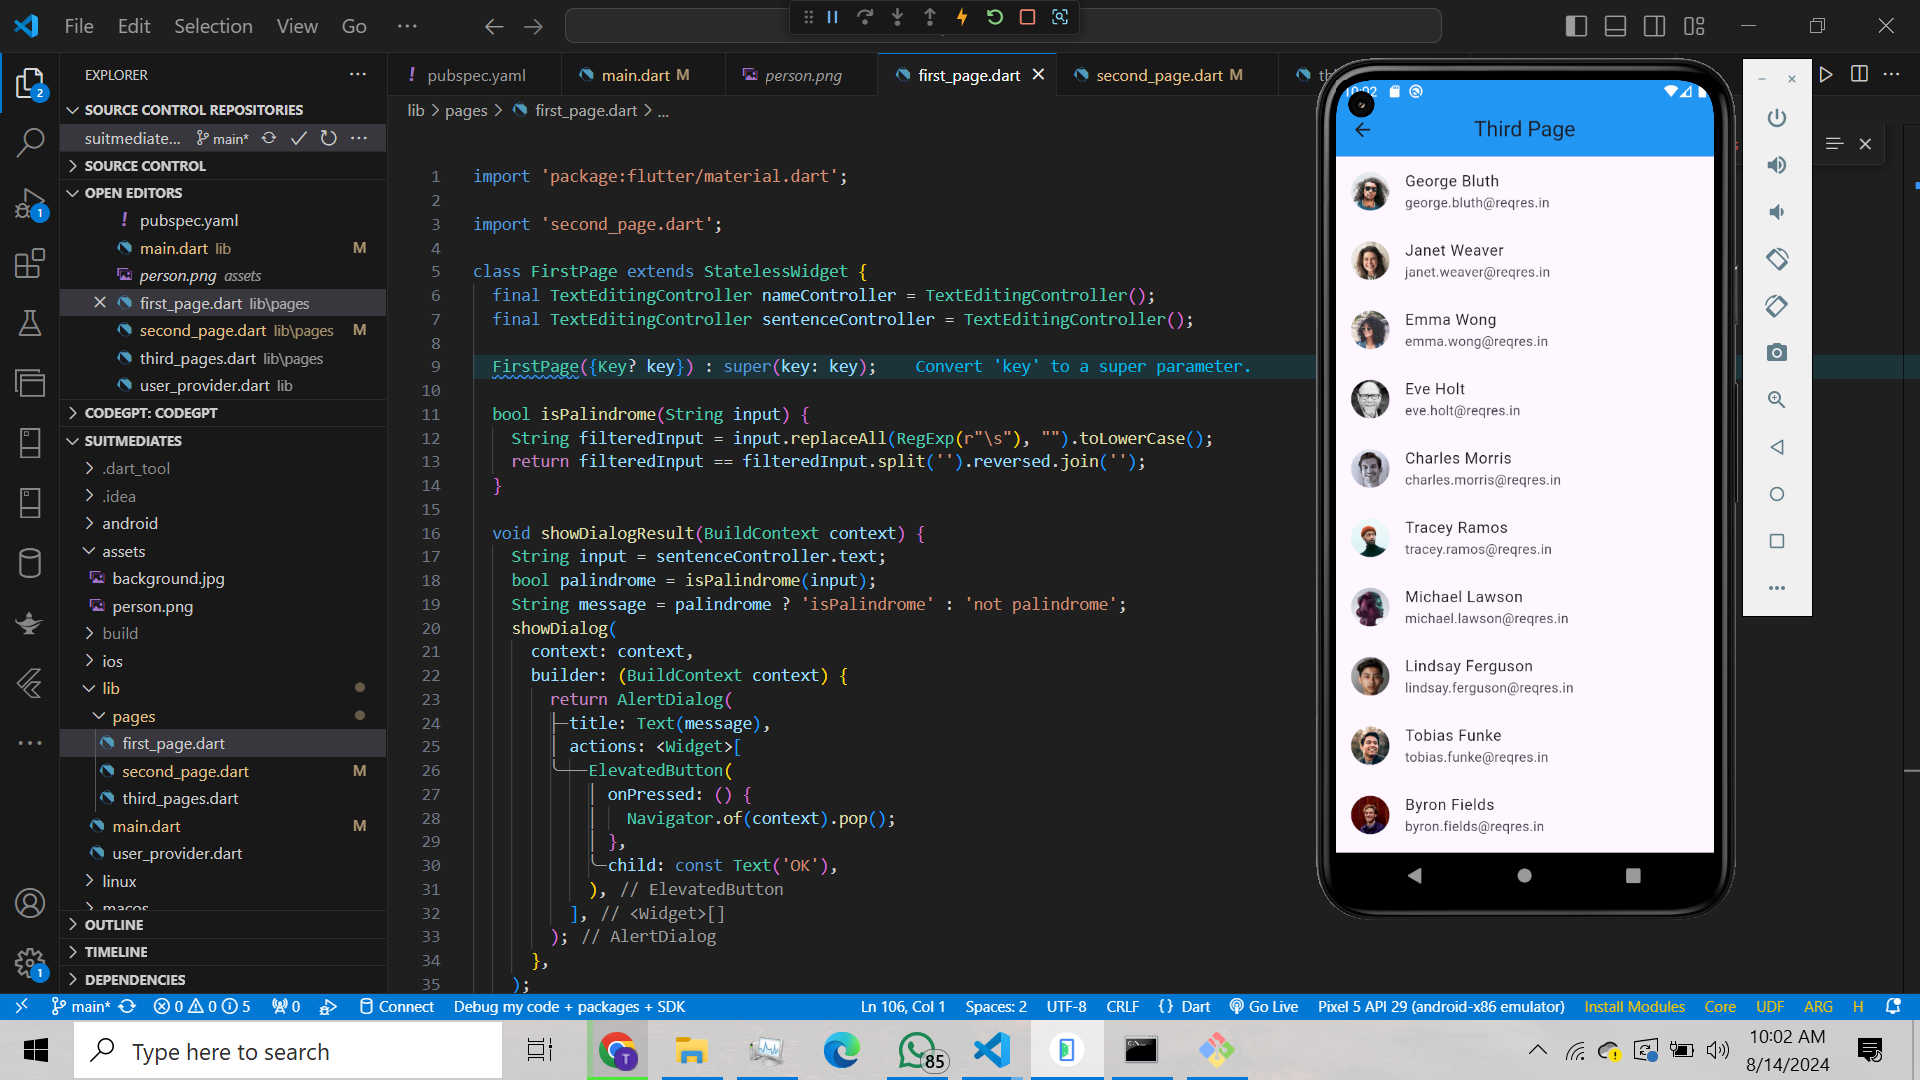 File Edit Selection View Go
EXPLORER
SOURCE CONTROL REPOSITORIES
suitmediate... main*
SOURCE CONTROL
OPEN EDITORS
! pubspec.yaml
main.dart lib M
person.png assets
first_page.dart lib\pages
second_page.dart lib\pages M
third_pages.dart lib\pages
user_provider.dart lib
CODEGPT: CODEGPT
SUITMEDIATES
.dart_tool
.idea
android
assets
background.jpg
person.png
build
ios
lib
pages
first_page.dart
second_page.dart M
third_pages.dart
main.dart M
user_provider.dart
linux
macos
OUTLINE
TIMELINE
DEPENDENCIES
2
1
1
! pubspec.yaml main.dart M person.png first_page.dart second_page.dart M
lib > pages > first_page.dart > ...
1 import 'package:flutter/material.dart';
2
3 import 'second_page.dart';
4
5 class FirstPage extends StatelessWidget {
6 final TextEditingController nameController = TextEditingController();
7 final TextEditingController sentenceController = TextEditingController();
8
9 FirstPage({Key? key}) : super(key: key); Convert 'key' to a super parameter.
10
11 bool isPalindrome(String input) {
12 String filteredInput = input.replaceAll(RegExp(r"\s"), "").toLowerCase();
13 return filteredInput == filteredInput.split('').reversed.join('');
14 }
15
16 void showDialogResult(BuildContext context) {
17 String input = sentenceController.text;
18 bool palindrome = isPalindrome(input);
19 String message = palindrome ? 'isPalindrome' : 'not palindrome';
20 showDialog(
21 context: context,
22 builder: (BuildContext context) {
23 return AlertDialog(
24 title: Text(message),
25 actions: <Widget>[
26 ElevatedButton(
27 onPressed: () {
28 Navigator.of(context).pop();
29 },
30 child: const Text('OK'),
31 ), // ElevatedButton
32 ], // <Widget>[]
33 ); // AlertDialog
34 },
35 );
Third Page
George Bluth
george.bluth@reqres.in
Janet Weaver
janet.weaver@reqres.in
Emma Wong
emma.wong@reqres.in
Eve Holt
eve.holt@reqres.in
Charles Morris
charles.morris@reqres.in
Tracey Ramos
tracey.ramos@reqres.in
Michael Lawson
michael.lawson@reqres.in
Lindsay Ferguson
lindsay.ferguson@reqres.in
Tobias Funke
tobias.funke@reqres.in
Byron Fields
byron.fields@reqres.in
main* 0 0 5 0 Connect Debug my code + packages + SDK Ln 106, Col 1 Spaces: 2 UTF-8 CRLF {} Dart Go Live Pixel 5 API 29 (android-x86 emulator) Install Modules Core UDF ARG H
Type here to search
T
85
10:02 AM
8/14/2024